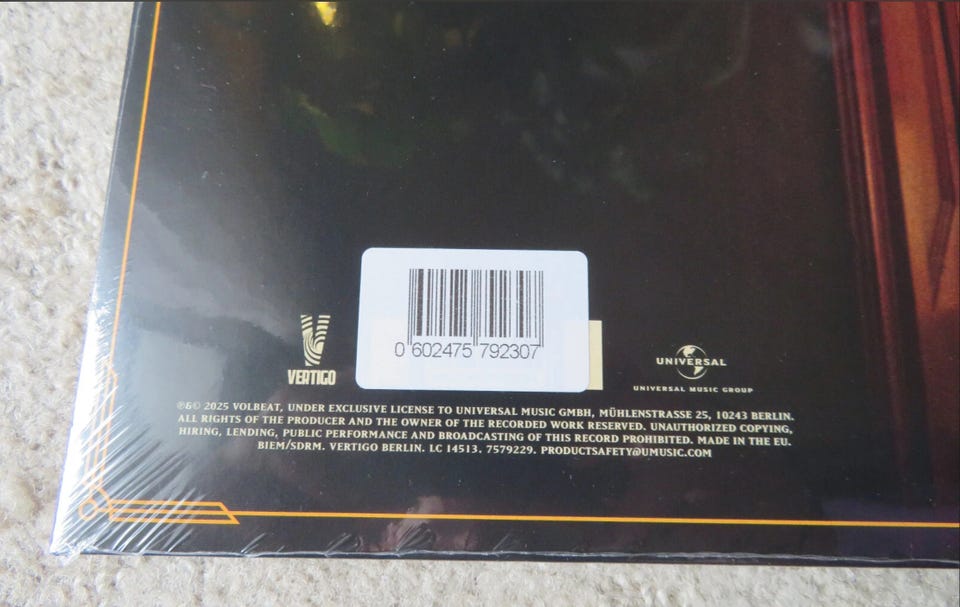 0 602475 792307
VERTIGO
UNIVERSAL
UNIVERSAL MUSIC GROUP
℗&© 2025 VOLBEAT, UNDER EXCLUSIVE LICENSE TO UNIVERSAL MUSIC GMBH, MÜHLENSTRASSE 25, 10243 BERLIN.
ALL RIGHTS OF THE PRODUCER AND THE OWNER OF THE RECORDED WORK RESERVED. UNAUTHORIZED COPYING,
HIRING, LENDING, PUBLIC PERFORMANCE AND BROADCASTING OF THIS RECORD PROHIBITED. MADE IN THE EU.
BIEM/SDRM. VERTIGO BERLIN. LC 14513. 7579229. PRODUCTSAFETY@UMUSIC.COM